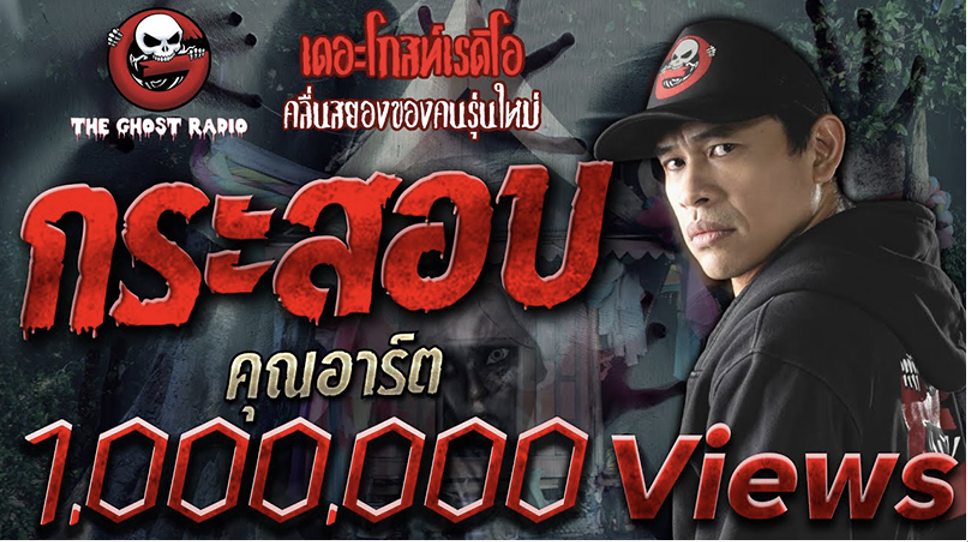 THE GHOST RADIO
เดอะโกสท์เรดิโอ
คลื่นสยองของคนรุ่นใหม่
กระสอบ
คุณอาร์ต
1,000,000 Views